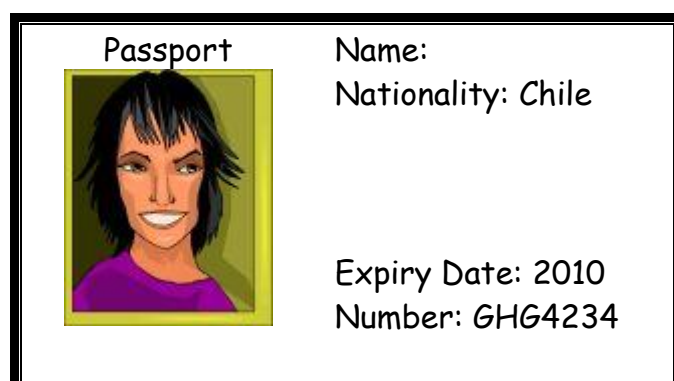 Passport
Name:
Nationality: Chile
Expiry Date: 2010
Number: GHG4234